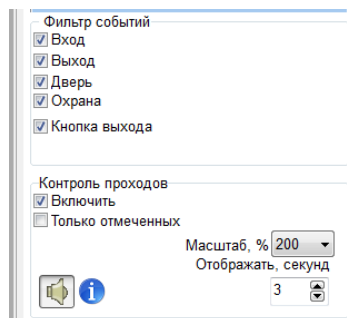 Фильтр событий
Вход
Выход
Дверь
Охрана
Кнопка выхода
Контроль проходов
Включить
Только отмеченных
Масштаб, % 200
Отображать, секунд
3